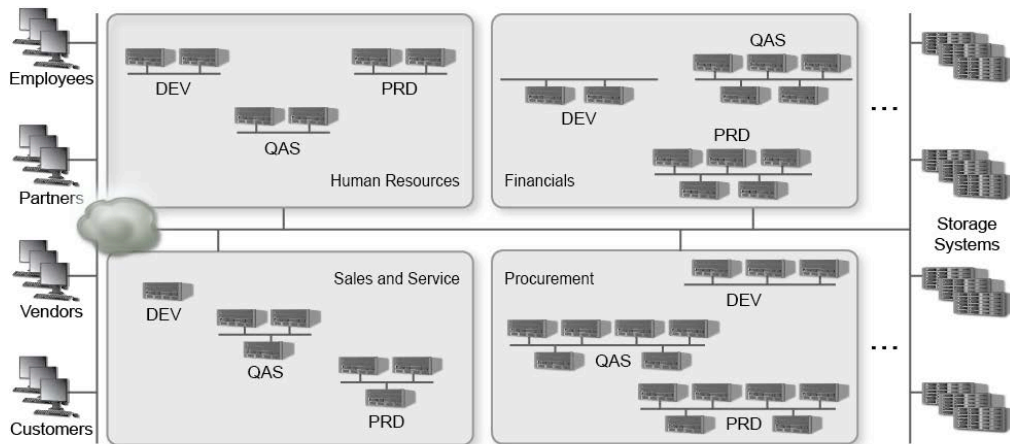 Employees
Partners
Vendors
Customers
DEV
PRD
QAS
Human Resources
QAS
DEV
PRD
Financials
...
Sales and Service
DEV
QAS
PRD
Procurement
DEV
QAS
PRD
...
Storage
Systems